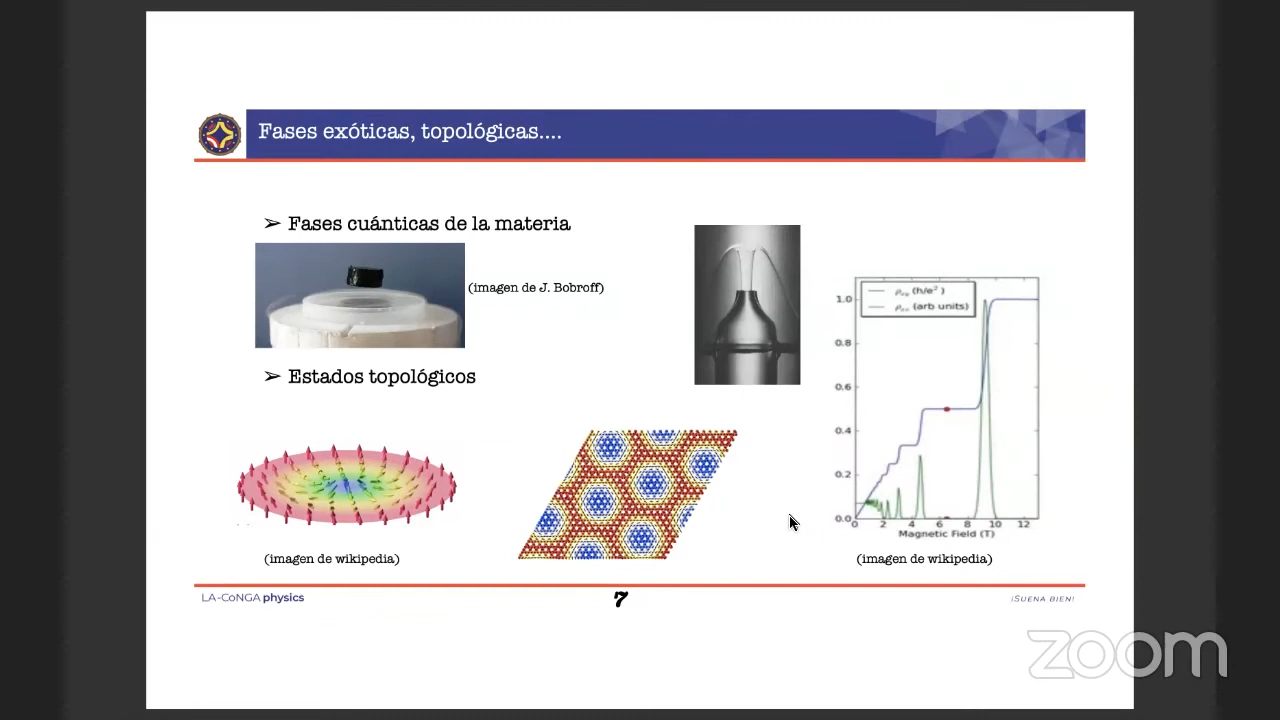 Fases exóticas, topológicas....
➢ Fases cuánticas de la materia
(imagen de J. Bobroff)
➢ Estados topológicos
ρxy (h/e²)
ρxx (arb units)
1.0
0.8
0.6
0.4
0.2
0.0
0 2 4 6 8 10 12
Magnetic Field (T)
(imagen de wikipedia)
(imagen de wikipedia)
LA-CoNGA physics
7
¡SUENA BIEN!
zoom